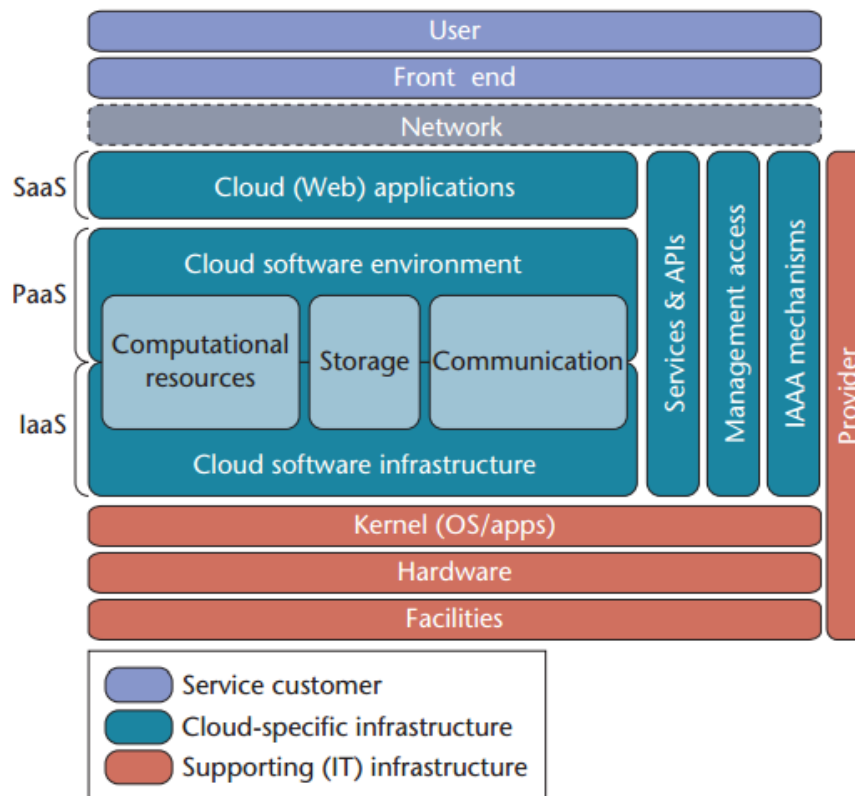 User
Front end
Network
SaaS
Cloud (Web) applications
PaaS
Cloud software environment
Computational
resources
Storage
Communication
IaaS
Cloud software infrastructure
Services & APIs
Management access
IAAA mechanisms
Provider
Kernel (OS/apps)
Hardware
Facilities
Service customer
Cloud-specific infrastructure
Supporting (IT) infrastructure